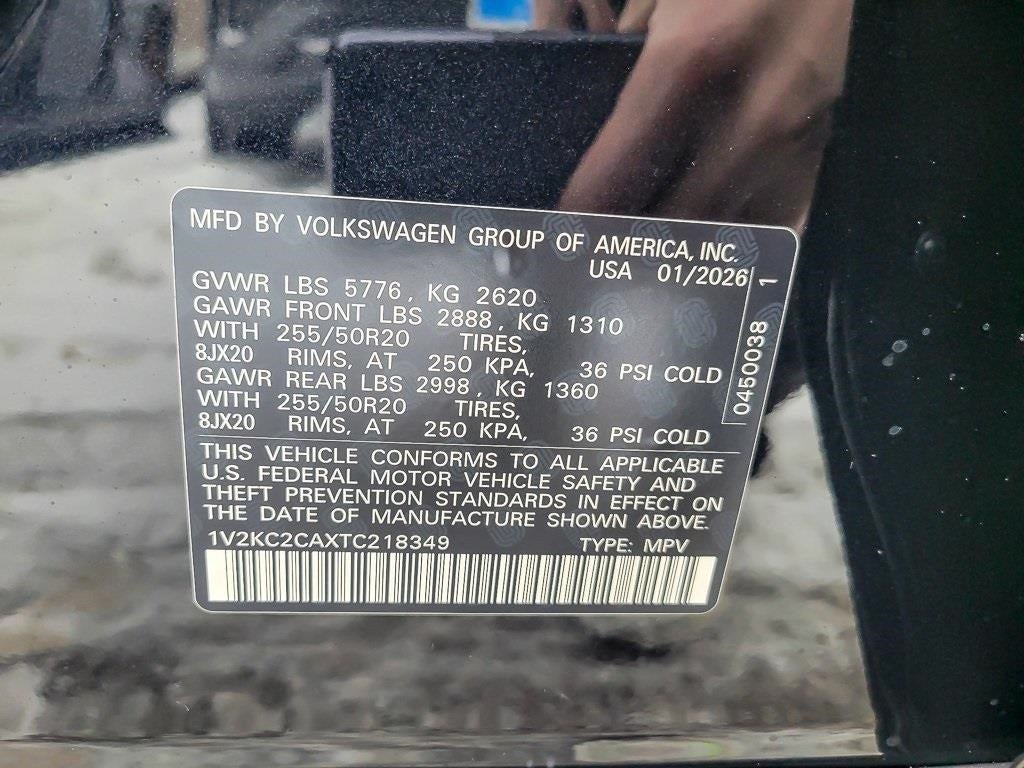 MFD BY VOLKSWAGEN GROUP OF AMERICA, INC.
USA 01/2026
GVWR LBS 5776, KG 2620
GAWR FRONT LBS 2888, KG 1310
WITH 255/50R20 TIRES,
8JX20 RIMS, AT 250 KPA, 36 PSI COLD
GAWR REAR LBS 2998, KG 1360
WITH 255/50R20 TIRES,
8JX20 RIMS, AT 250 KPA, 36 PSI COLD
0450038 1
THIS VEHICLE CONFORMS TO ALL APPLICABLE
U.S. FEDERAL MOTOR VEHICLE SAFETY AND
THEFT PREVENTION STANDARDS IN EFFECT ON
THE DATE OF MANUFACTURE SHOWN ABOVE.
1V2KC2CAXTC218349 TYPE: MPV